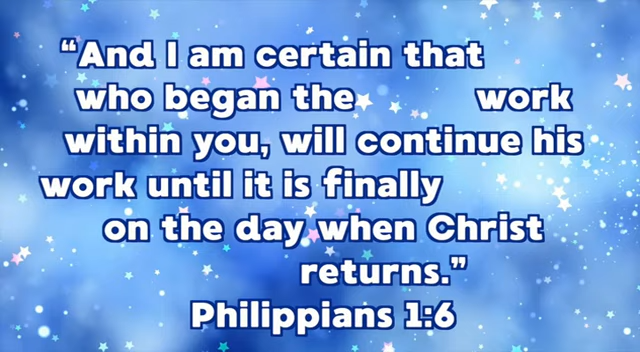 “And I am certain that
who began the work
within you, will continue his
work until it is finally
on the day when Christ
returns.”
Philippians 1:6